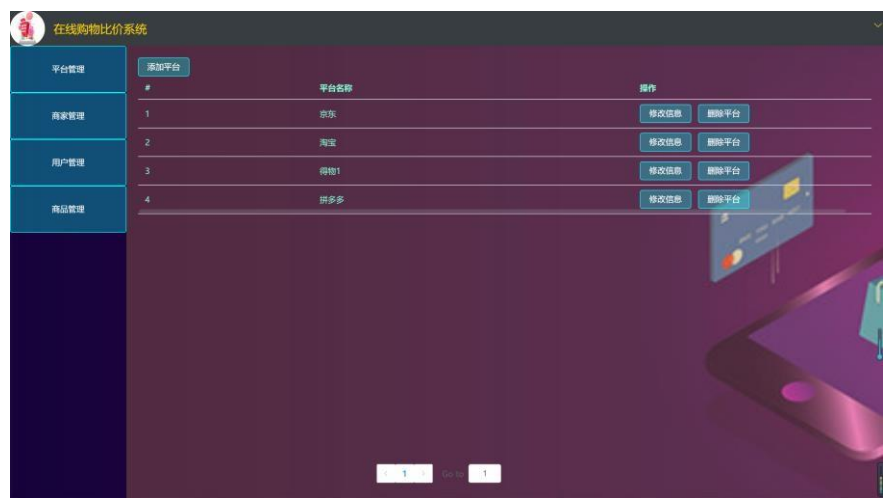 在线购物比价系统
平台管理
商家管理
用户管理
商品管理
添加平台
# 平台名称 操作
1 京东 修改信息 删除平台
2 淘宝 修改信息 删除平台
3 得物1 修改信息 删除平台
4 拼多多 修改信息 删除平台
1 Go to 1